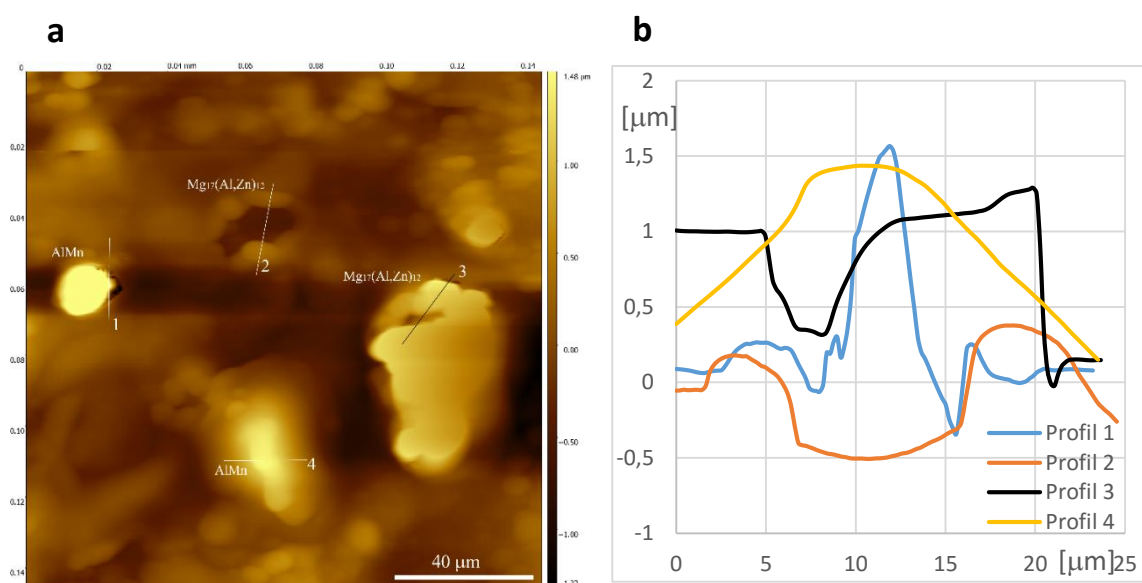 a
0 0.02 0.04 mm 0.06 0.08 0.10 0.12 0.14
1.48 µm
0.02
1.00
Mg17(Al,Zn)12
0.04
0.50
2
AlMn
Mg17(Al,Zn)12
3
0.06
1
0.00
0.08
0.10
-0.50
AlMn
4
0.12
-1.00
40 µm
0.14
b
2
[µm]
1,5
1
0,5
0
-0,5
-1
0 5 10 15 20 [µm] 25
Profil 1
Profil 2
Profil 3
Profil 4